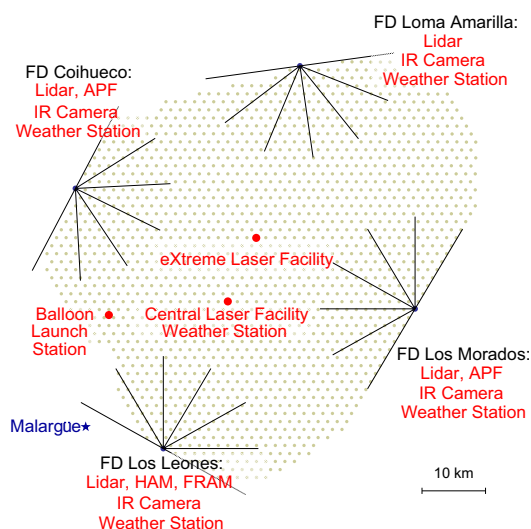 FD Loma Amarilla:
Lidar
IR Camera
Weather Station
FD Coihueco:
Lidar, APF
IR Camera
Weather Station
eXtreme Laser Facility
Balloon
Launch
Station
Central Laser Facility
Weather Station
FD Los Morados:
Lidar, APF
IR Camera
Weather Station
Malargüe
FD Los Leones:
Lidar, HAM, FRAM
IR Camera
Weather Station
10 km